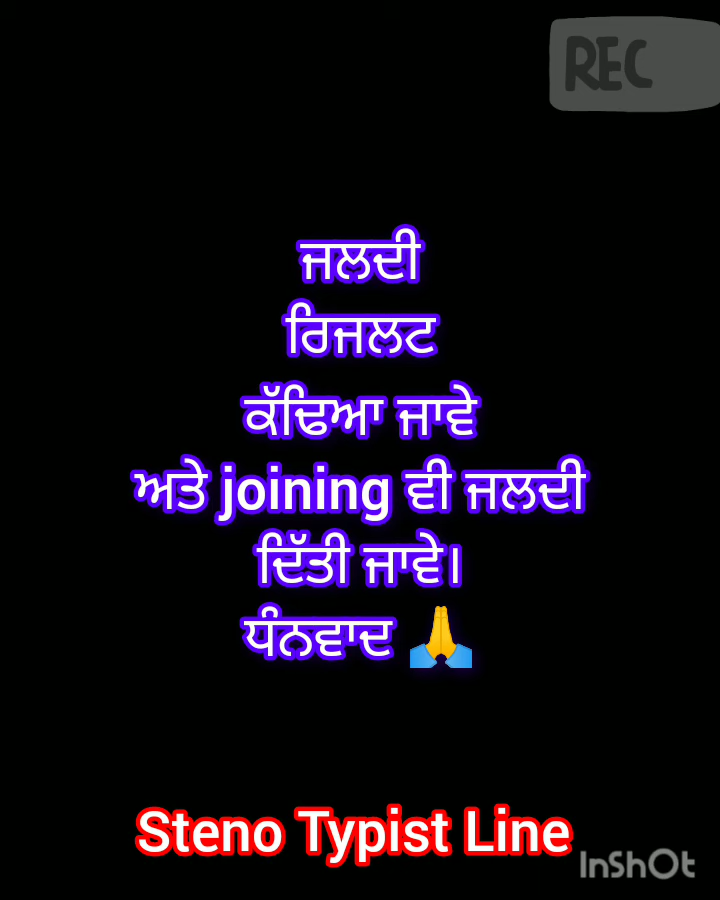 REC
ਜਲਦੀ
ਰਿਜਲਟ
ਕੱਢਿਆ ਜਾਵੇ
ਅਤੇ joining ਵੀ ਜਲਦੀ
ਦਿੱਤੀ ਜਾਵੇ।
ਧੰਨਵਾਦ 🙏
Steno Typist Line
InShOt